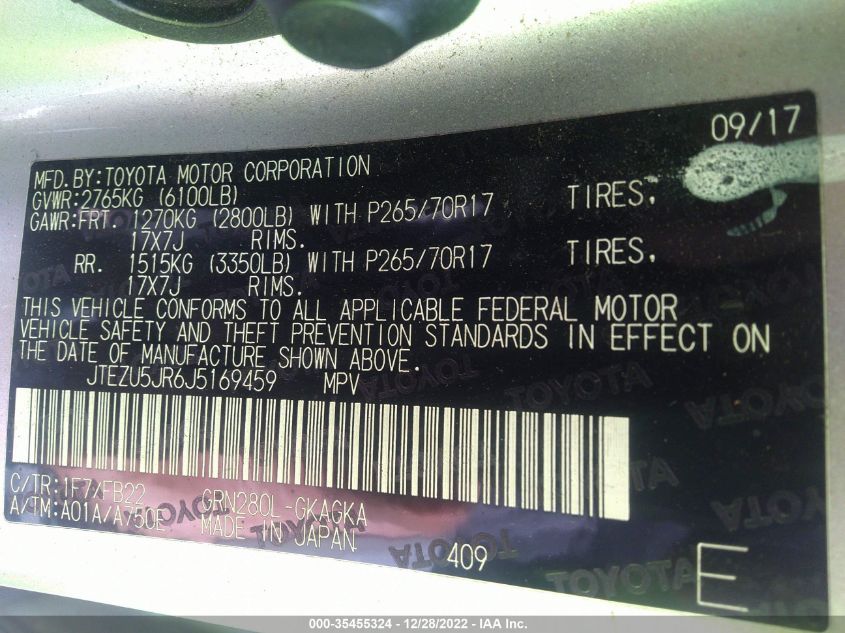 09/17
MFD.BY:TOYOTA MOTOR CORPORATION
GVWR:2765KG (6100LB)
GAWR:FRT. 1270KG (2800LB) WITH P265/70R17 TIRES,
17X7J RIMS.
RR. 1515KG (3350LB) WITH P265/70R17 TIRES,
17X7J RIMS.
THIS VEHICLE CONFORMS TO ALL APPLICABLE FEDERAL MOTOR
VEHICLE SAFETY AND THEFT PREVENTION STANDARDS IN EFFECT ON
THE DATE OF MANUFACTURE SHOWN ABOVE.
JTEZU5JR6J5169459 MPV
C/TR:1F7/FB22 GRN280L-GKAGKA
A/TM:A01A/A750E MADE IN JAPAN
409
E
TOYOTA
000-35455324 / 12/28/2022 - IAA Inc.